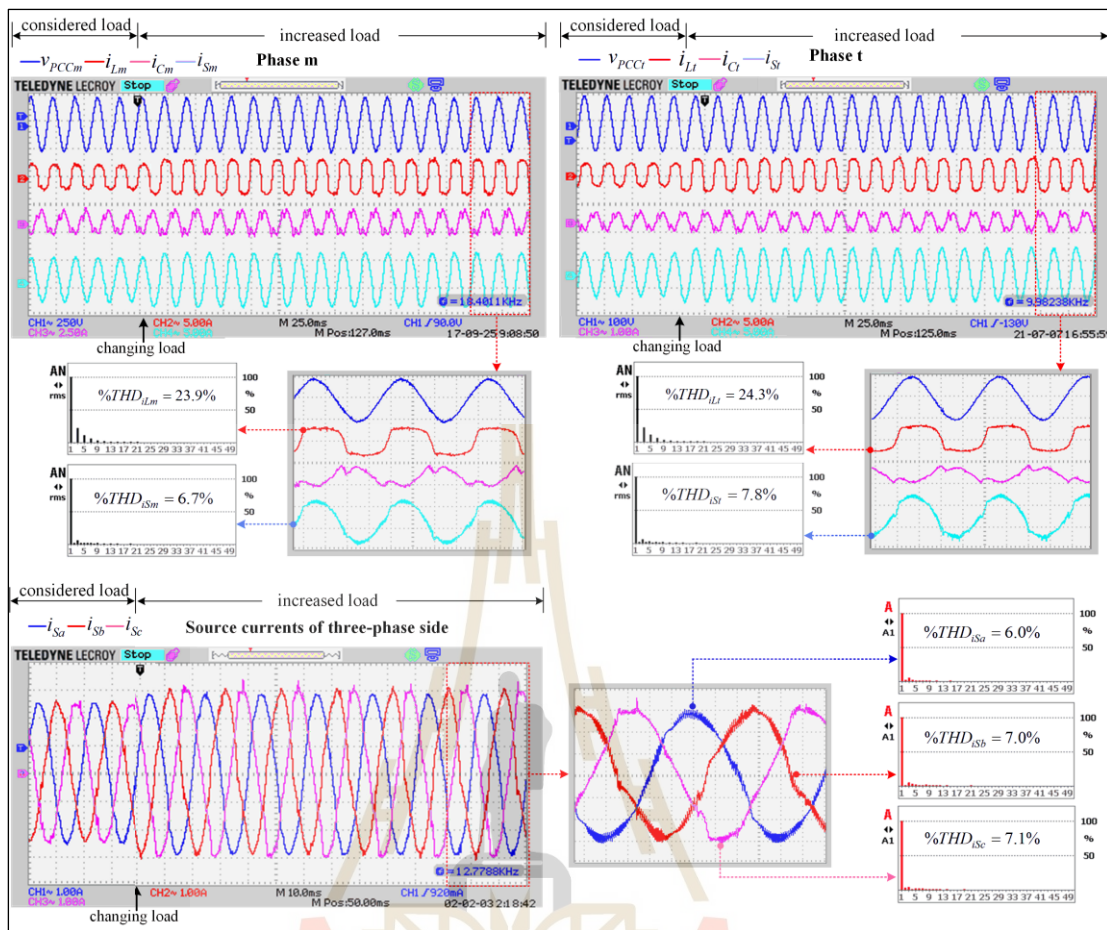 considered load
increased load
v_PCCm i_Lm i_Cm i_Sm Phase m
TELEDYNE LECROY Stop
= 18.4011KHz
CH1~ 250V CH2~ 5.00A M 25.0ms CH1 / 90.0V
CH3~ 2.50A M Pos:127.0ms 17-09-25 9:08:50
changing load
AN
rms
%THD_iLm = 23.9%
100
%
50
1 5 9 13 17 21 25 29 33 37 41 45 49
AN
rms
%THD_iSm = 6.7%
100
%
50
1 5 9 13 17 21 25 29 33 37 41 45 49
considered load
increased load
v_PCCt i_Lt i_Ct i_St Phase t
TELEDYNE LECROY Stop
= 9.98238KHz
CH1~ 100V CH2~ 5.00A M 25.0ms CH1 / -130V
CH3~ 1.00A M Pos:125.0ms 21-07-07 16:55:5
changing load
AN
rms
%THD_iLt = 24.3%
100
%
50
1 5 9 13 17 21 25 29 33 37 41 45 49
AN
rms
%THD_iSt = 7.8%
100
%
50
1 5 9 13 17 21 25 29 33 37 41 45 49
considered load
increased load
i_Sa i_Sb i_Sc Source currents of three-phase side
TELEDYNE LECROY Stop
= 12.7788KHz
CH1~ 1.00A CH2~ 1.00A M 10.0ms CH1 / 920mA
CH3~ 1.00A M Pos:50.00ms 02-02-03 2:18:42
changing load
A
A1
%THD_iSa = 6.0%
100
%
50
1 5 9 13 17 21 25 29 33 37 41 45 49
A
A1
%THD_iSb = 7.0%
100
%
50
1 5 9 13 17 21 25 29 33 37 41 45 49
A
A1
%THD_iSc = 7.1%
100
%
50
1 5 9 13 17 21 25 29 33 37 41 45 49